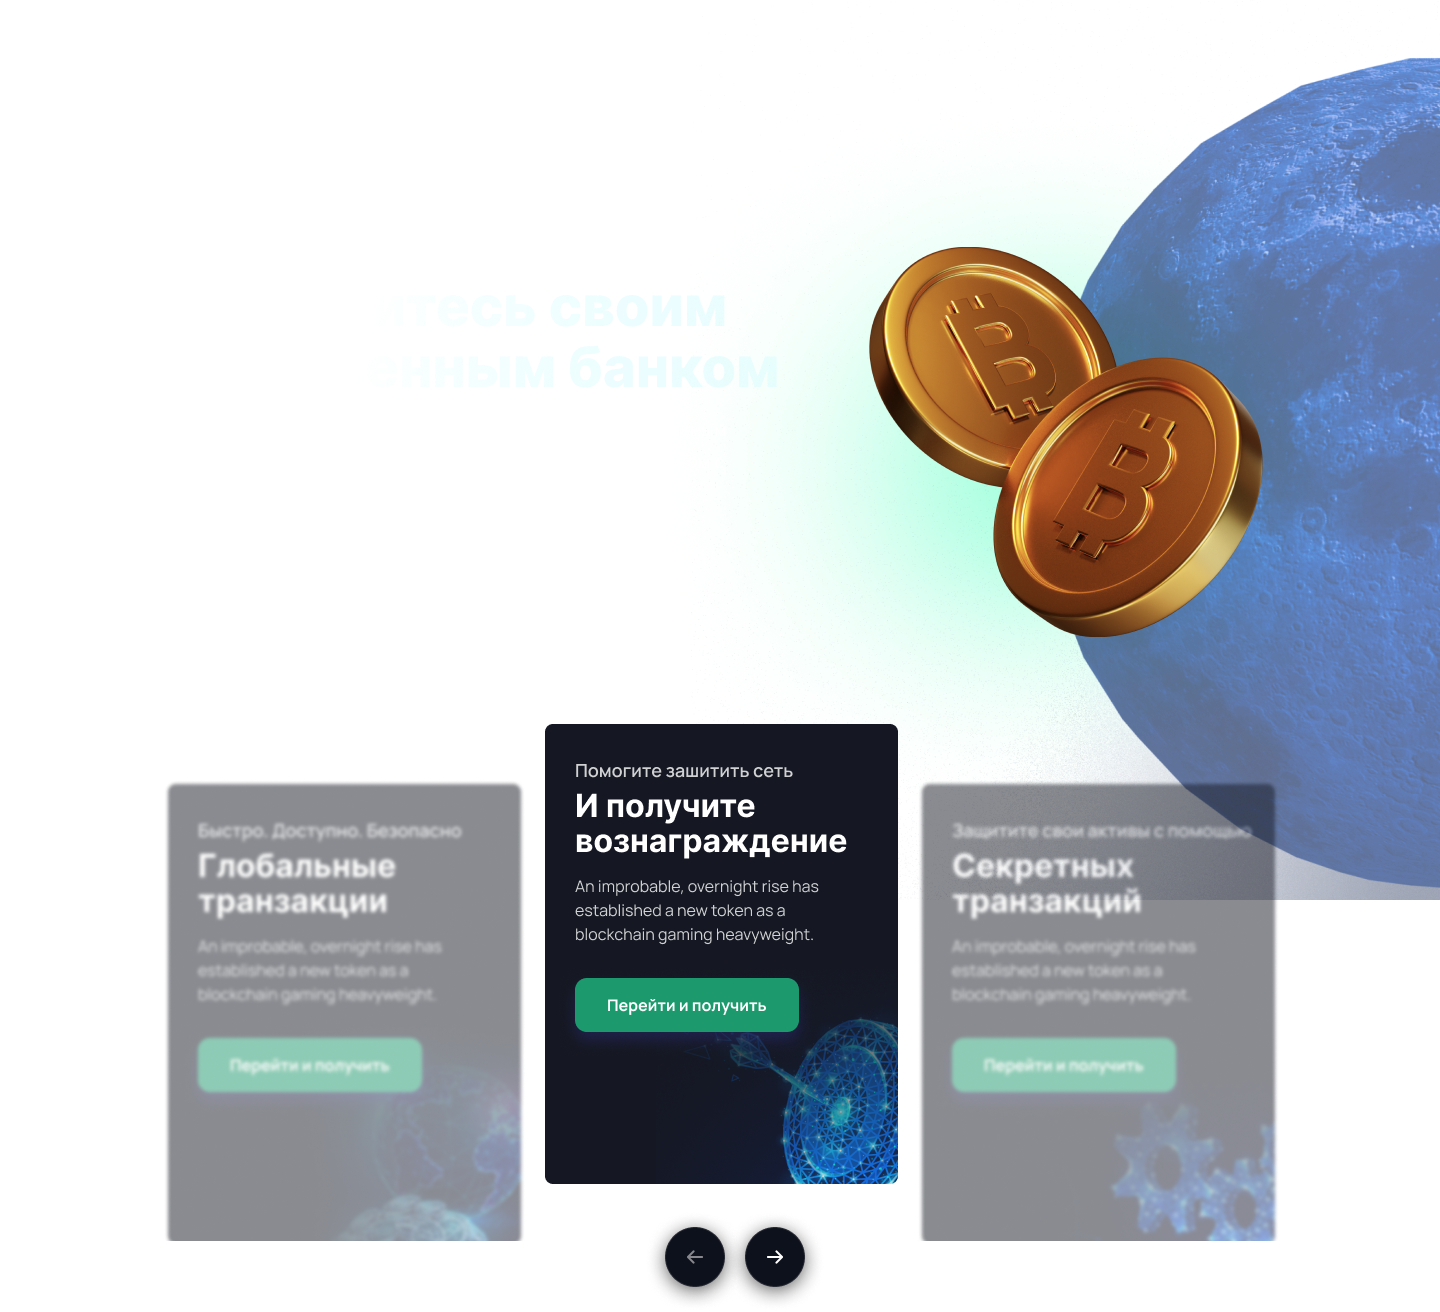 тесь своим
нным банком
Помогите зашитить сеть
И получите
вознаграждение
An improbable, overnight rise has
established a new token as a
blockchain gaming heavyweight.
Перейти и получить
Быстро. Доступно. Безопасно
Глобальные
транзакции
An improbable, overnight rise has
established a new token as a
blockchain gaming heavyweight.
Перейти и получить
Защитите свои активы с помощью
Секретных
транзакций
An improbable, overnight rise has
established a new token as a
blockchain gaming heavyweight.
Перейти и получить